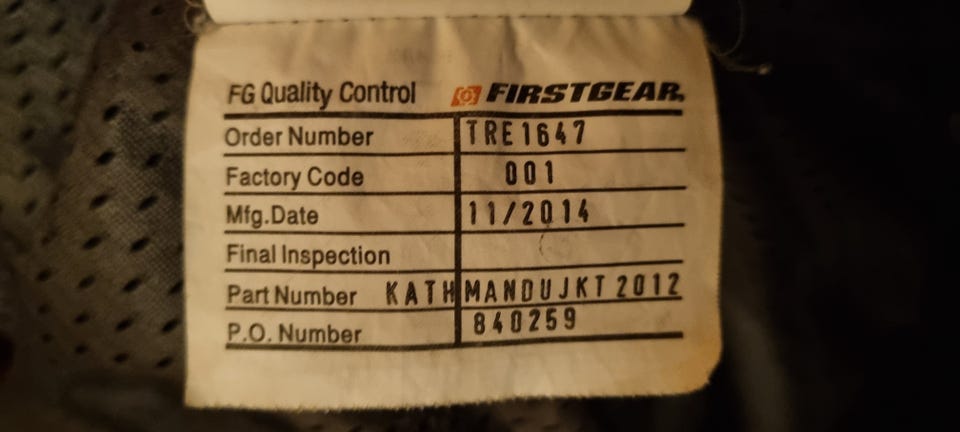 FG Quality Control FIRSTGEAR
Order Number TRE1647
Factory Code 001
Mfg.Date 11/2014
Final Inspection
Part Number KATHMANDUJKT2012
P.O. Number 840259